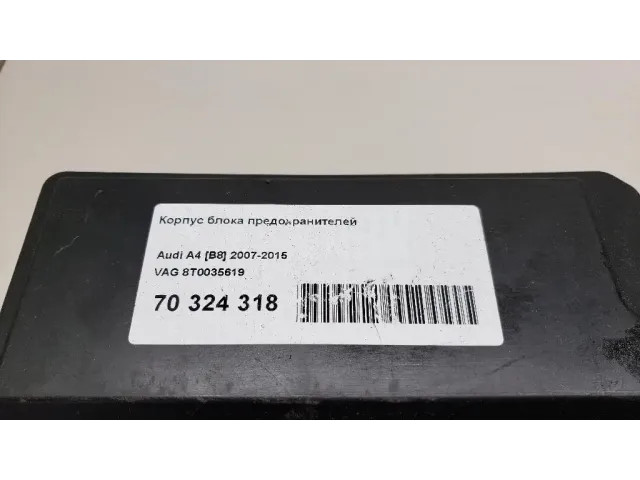 Корпус блока предохранителей
Audi A4 [B8] 2007-2015
VAG 8T0035619
70 324 318